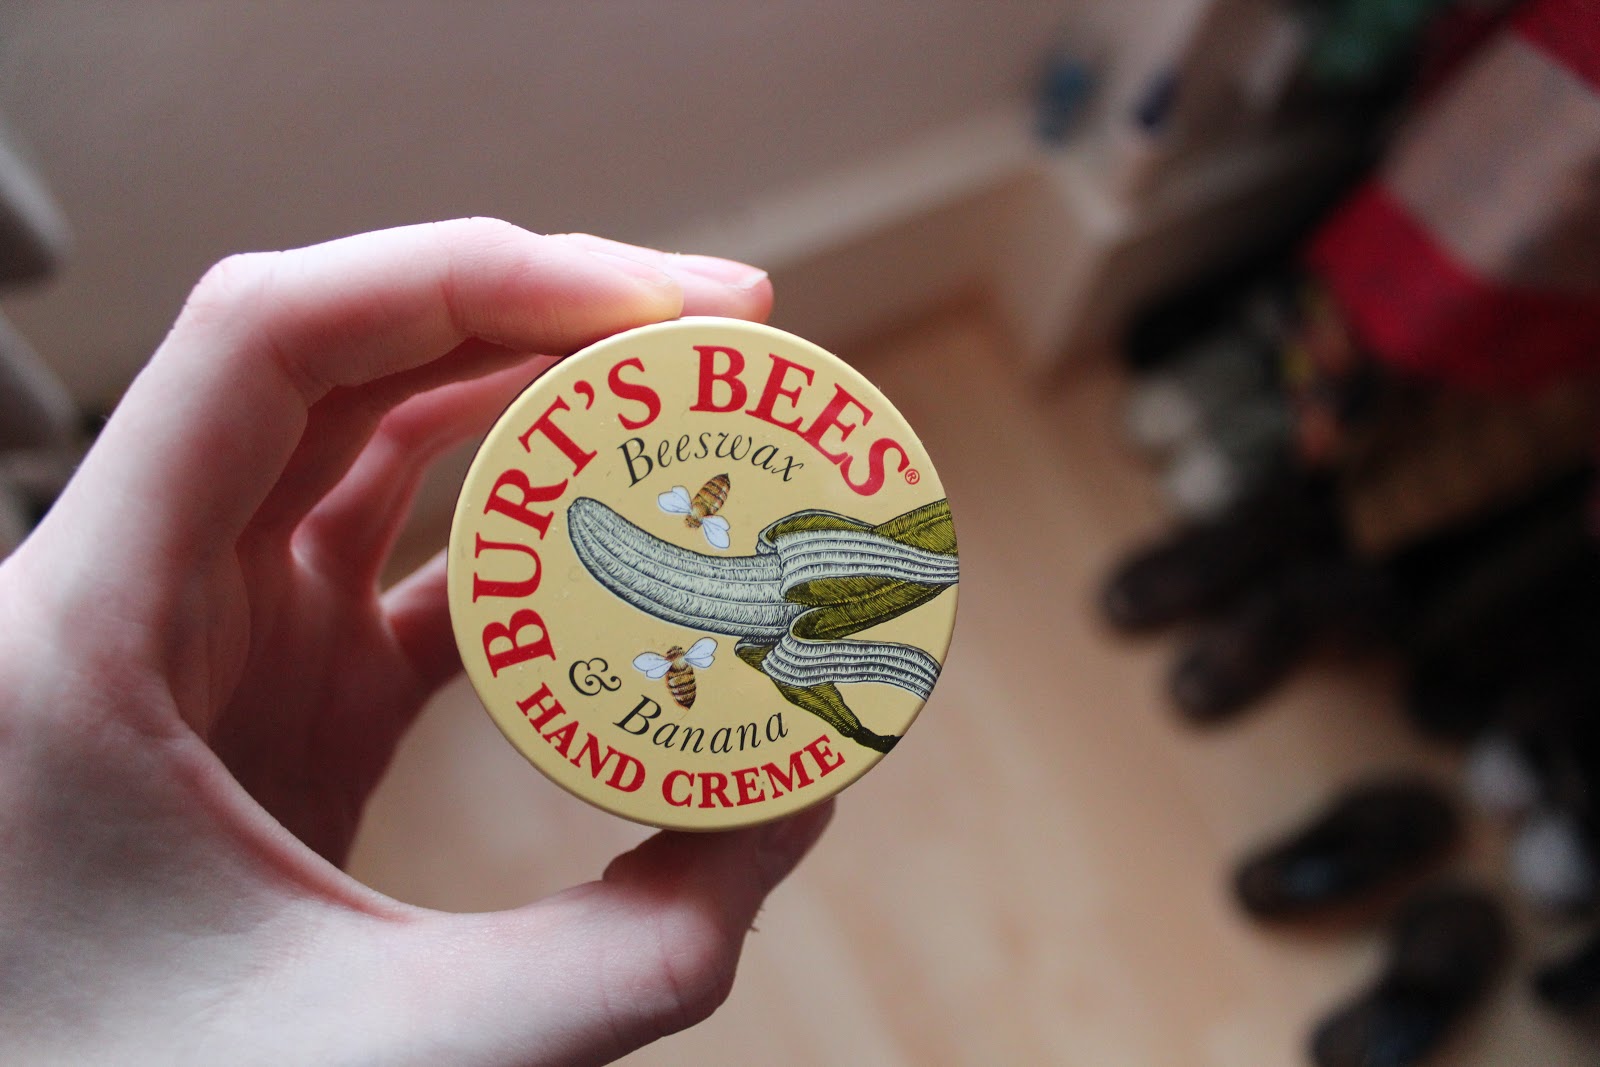 BURT'S BEES®
Beeswax
& Banana
HAND CREME